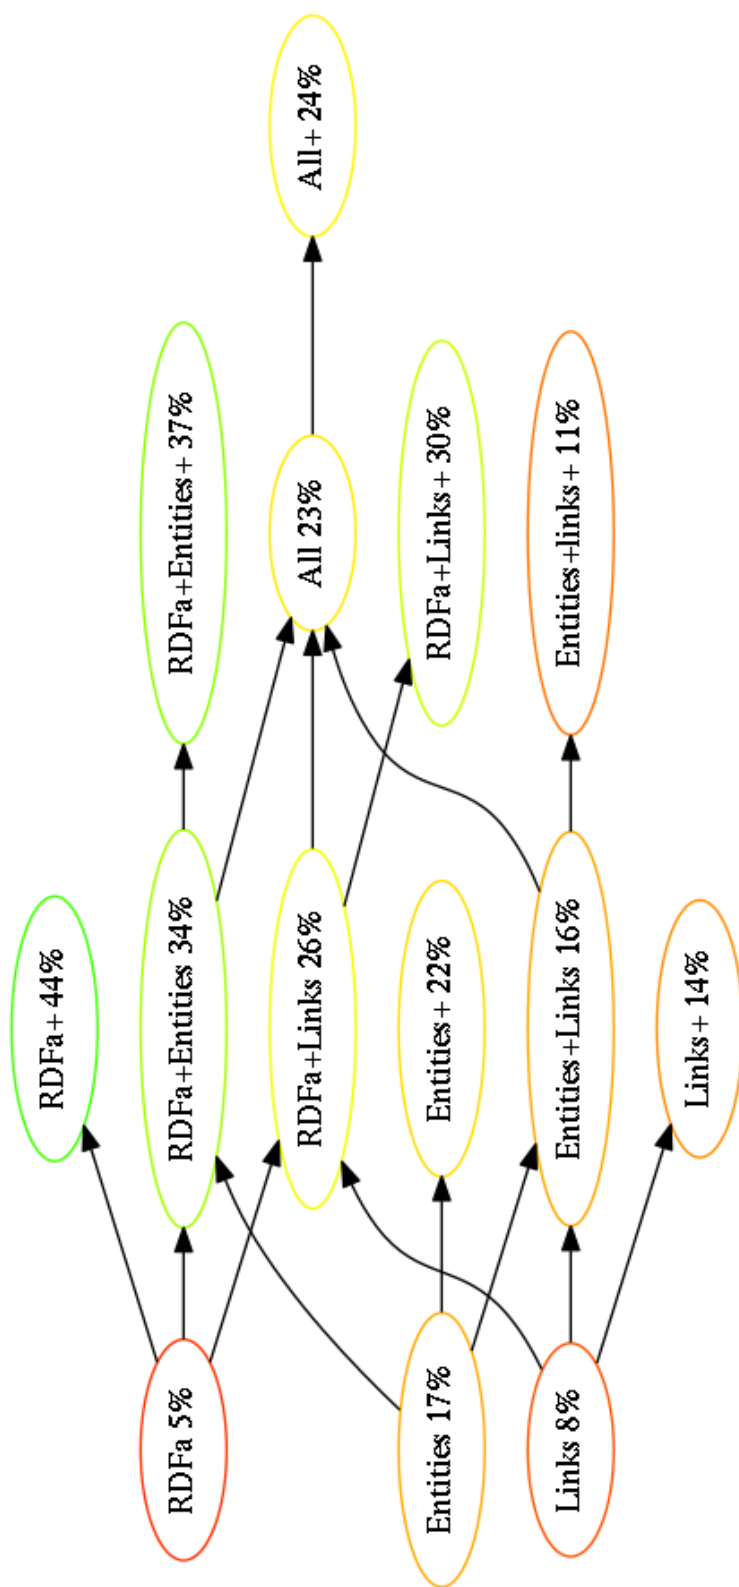 RDFa 5%
Entities 17%
Links 8%
RDFa+ 44%
RDFa+Entities 34%
RDFa+Links 26%
Entities+ 22%
Entities+Links 16%
Links+ 14%
RDFa+Entities+ 37%
All 23%
RDFa+Links+ 30%
Entities+links+ 11%
All+ 24%